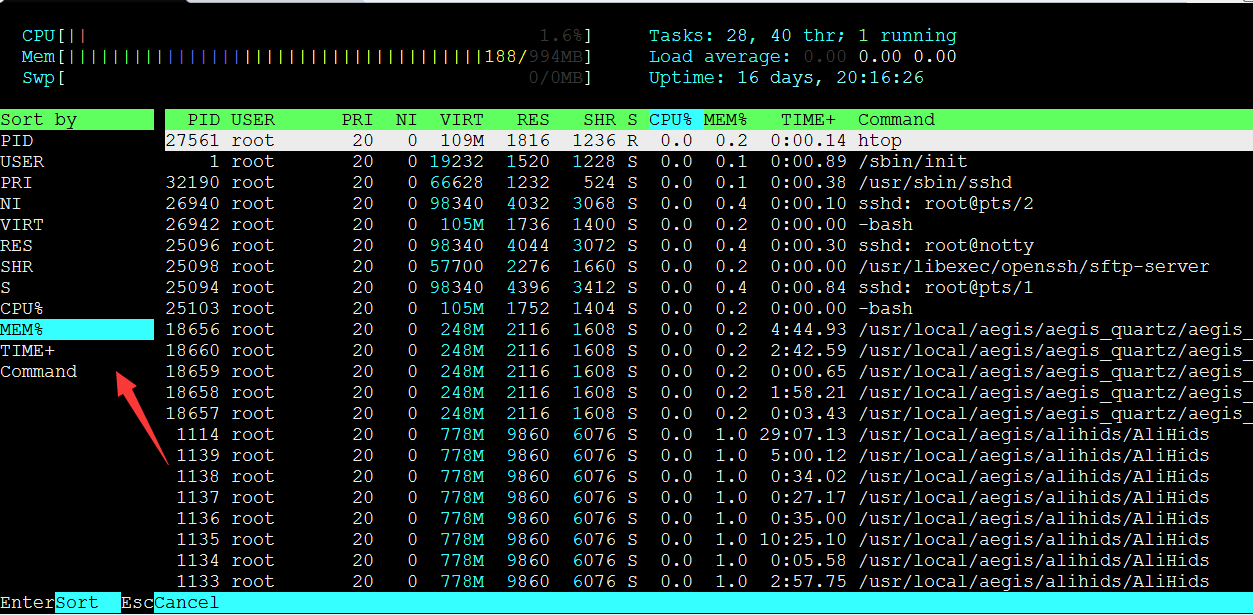 CPU[|| 1.6%] Tasks: 28, 40 thr; 1 running
Mem[||||||||||||||||||||||||||||||||||||||188/994MB] Load average: 0.00 0.00 0.00
Swp[ 0/0MB] Uptime: 16 days, 20:16:26
Sort by PID USER PRI NI VIRT RES SHR S CPU% MEM% TIME+ Command
PID 27561 root 20 0 109M 1816 1236 R 0.0 0.2 0:00.14 htop
USER 1 root 20 0 19232 1520 1228 S 0.0 0.1 0:00.89 /sbin/init
PRI 32190 root 20 0 66628 1232 524 S 0.0 0.1 0:00.38 /usr/sbin/sshd
NI 26940 root 20 0 98340 4032 3068 S 0.0 0.4 0:00.10 sshd: root@pts/2
VIRT 26942 root 20 0 105M 1736 1400 S 0.0 0.2 0:00.00 -bash
RES 25096 root 20 0 98340 4044 3072 S 0.0 0.4 0:00.30 sshd: root@notty
SHR 25098 root 20 0 57700 2276 1660 S 0.0 0.2 0:00.00 /usr/libexec/openssh/sftp-server
S 25094 root 20 0 98340 4396 3412 S 0.0 0.4 0:00.84 sshd: root@pts/1
CPU% 25103 root 20 0 105M 1752 1404 S 0.0 0.2 0:00.00 -bash
MEM% 18656 root 20 0 248M 2116 1608 S 0.0 0.2 4:44.93 /usr/local/aegis/aegis_quartz/aegis_
TIME+ 18660 root 20 0 248M 2116 1608 S 0.0 0.2 2:42.59 /usr/local/aegis/aegis_quartz/aegis_
Command 18659 root 20 0 248M 2116 1608 S 0.0 0.2 0:00.65 /usr/local/aegis/aegis_quartz/aegis_
18658 root 20 0 248M 2116 1608 S 0.0 0.2 1:58.21 /usr/local/aegis/aegis_quartz/aegis_
18657 root 20 0 248M 2116 1608 S 0.0 0.2 0:03.43 /usr/local/aegis/aegis_quartz/aegis_
1114 root 20 0 778M 9860 6076 S 0.0 1.0 29:07.13 /usr/local/aegis/alihids/AliHids
1139 root 20 0 778M 9860 6076 S 0.0 1.0 5:00.12 /usr/local/aegis/alihids/AliHids
1138 root 20 0 778M 9860 6076 S 0.0 1.0 0:34.02 /usr/local/aegis/alihids/AliHids
1137 root 20 0 778M 9860 6076 S 0.0 1.0 0:27.17 /usr/local/aegis/alihids/AliHids
1136 root 20 0 778M 9860 6076 S 0.0 1.0 0:35.00 /usr/local/aegis/alihids/AliHids
1135 root 20 0 778M 9860 6076 S 0.0 1.0 10:25.10 /usr/local/aegis/alihids/AliHids
1134 root 20 0 778M 9860 6076 S 0.0 1.0 0:05.58 /usr/local/aegis/alihids/AliHids
1133 root 20 0 778M 9860 6076 S 0.0 1.0 2:57.75 /usr/local/aegis/alihids/AliHids
EnterSort EscCancel